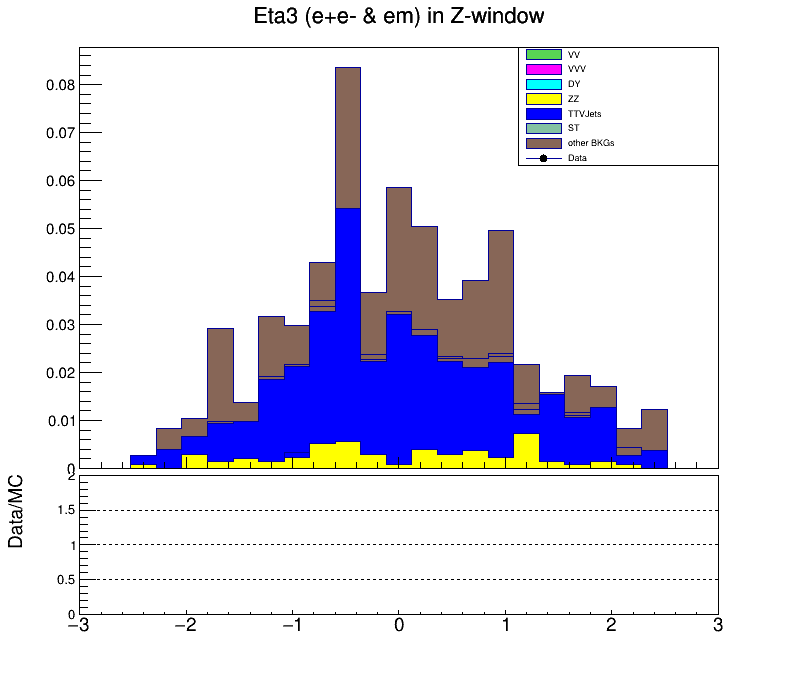 Eta3 (e+e- & em) in Z-window
VV
VVV
DY
ZZ
TTVJets
ST
other BKGs
Data
0.08
0.07
0.06
0.05
0.04
0.03
0.02
0.01
0
Data/MC
2
1.5
1
0.5
0
−3
−2
−1
0
1
2
3